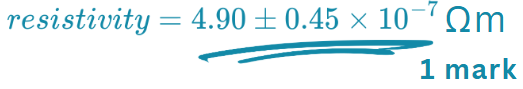 resistivity = 4.90 ± 0.45 × 10⁻⁷ Ωm
1 mark